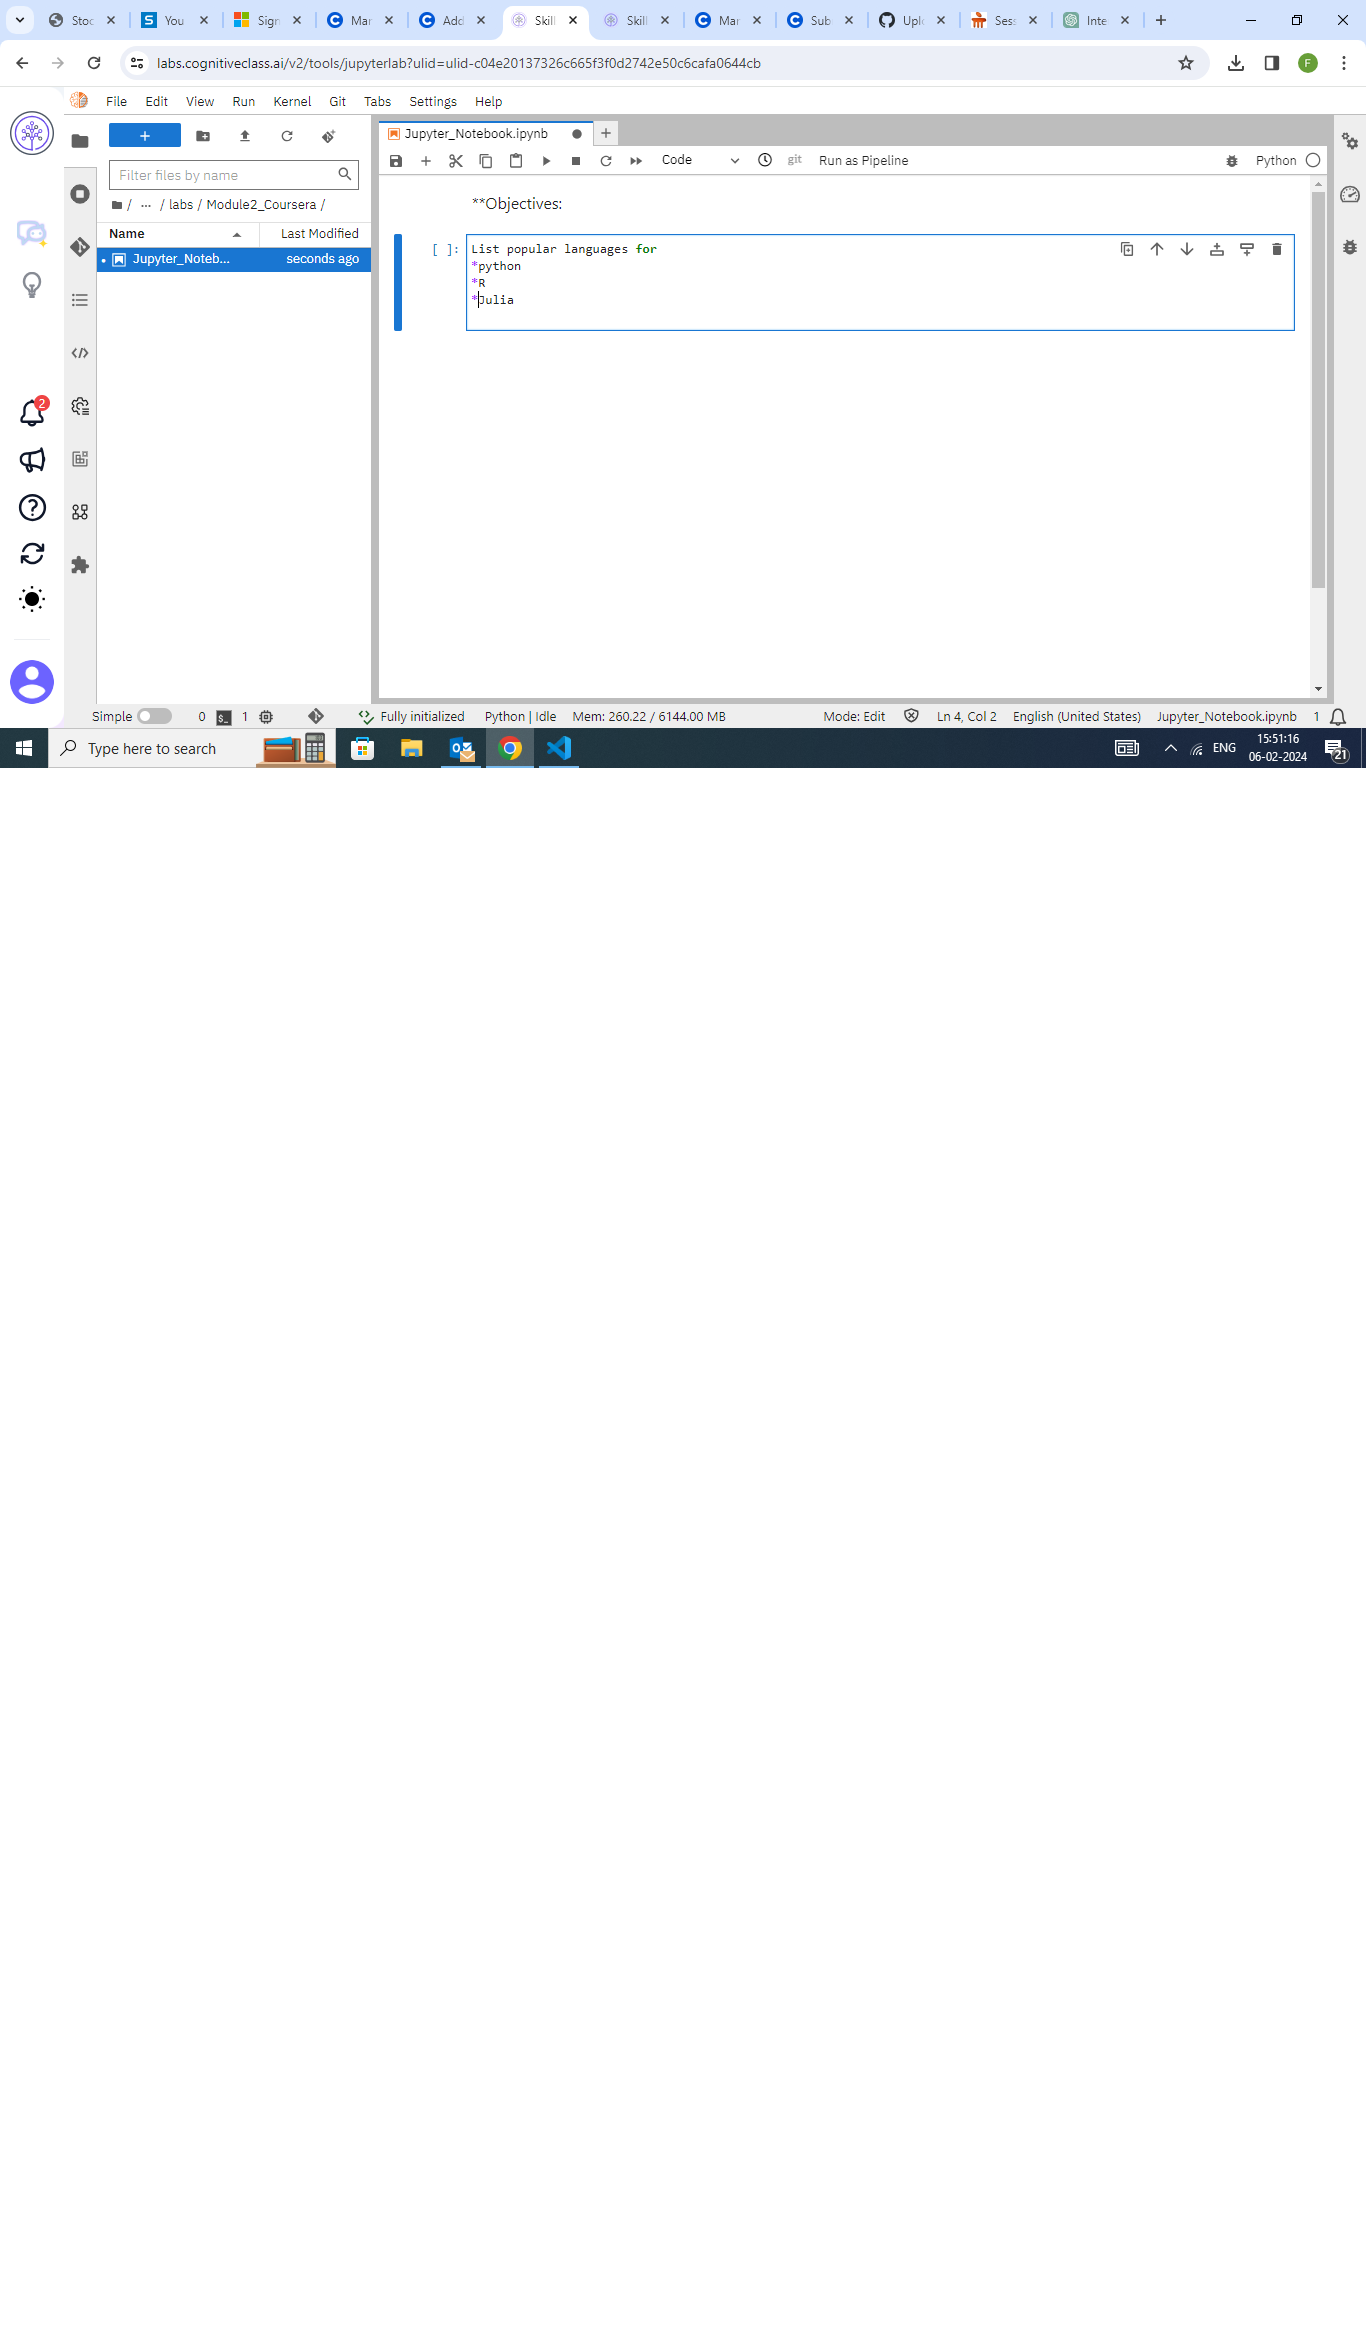 Stoc
You
Sign
Mar
Add
Skill
Skill
Mar
Sub
Uplo
Sess
Inte
labs.cognitiveclass.ai/v2/tools/jupyterlab?ulid=ulid-c04e20137326c665f3f0d2742e50c6cafa0644cb
F
File Edit View Run Kernel Git Tabs Settings Help
Jupyter_Notebook.ipynb
Code git Run as Pipeline Python
Filter files by name
/ ... / labs / Module2_Coursera /
Name Last Modified
Jupyter_Noteb... seconds ago
**Objectives:
[ ]: List popular languages for
*python
*R
*Julia
2
Simple 0 1 Fully initialized Python | Idle Mem: 260.22 / 6144.00 MB Mode: Edit Ln 4, Col 2 English (United States) Jupyter_Notebook.ipynb 1
Type here to search
ENG
15:51:16
06-02-2024
21